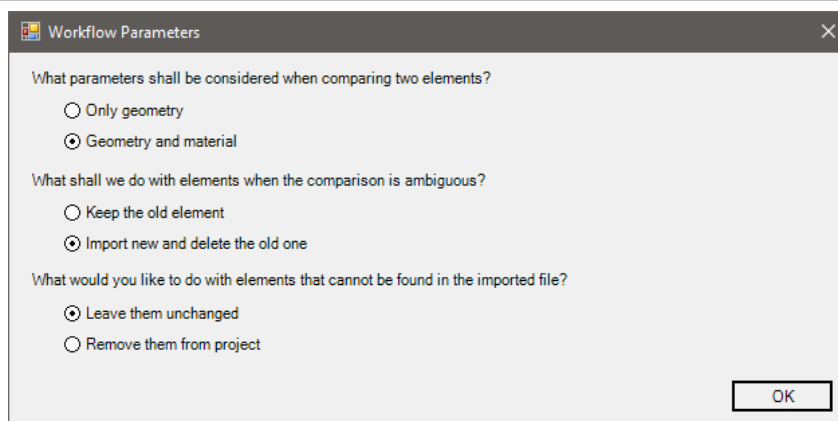 Workflow Parameters
What parameters shall be considered when comparing two elements?
Only geometry
Geometry and material
What shall we do with elements when the comparison is ambiguous?
Keep the old element
Import new and delete the old one
What would you like to do with elements that cannot be found in the imported file?
Leave them unchanged
Remove them from project
OK